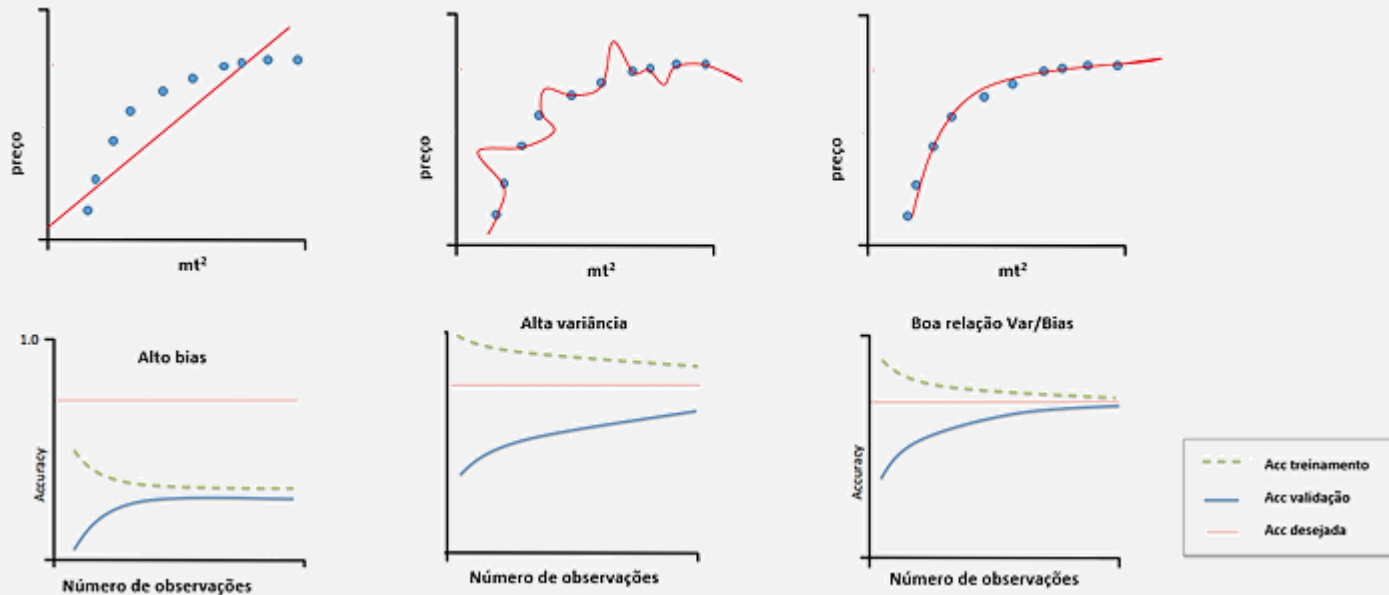 preço
mt²
preço
mt²
preço
mt²
1.0
Alto bias
Accuracy
Número de observações
Alta variância
Número de observações
Boa relação Var/Bias
Accuracy
Número de observações
Acc treinamento
Acc validação
Acc desejada